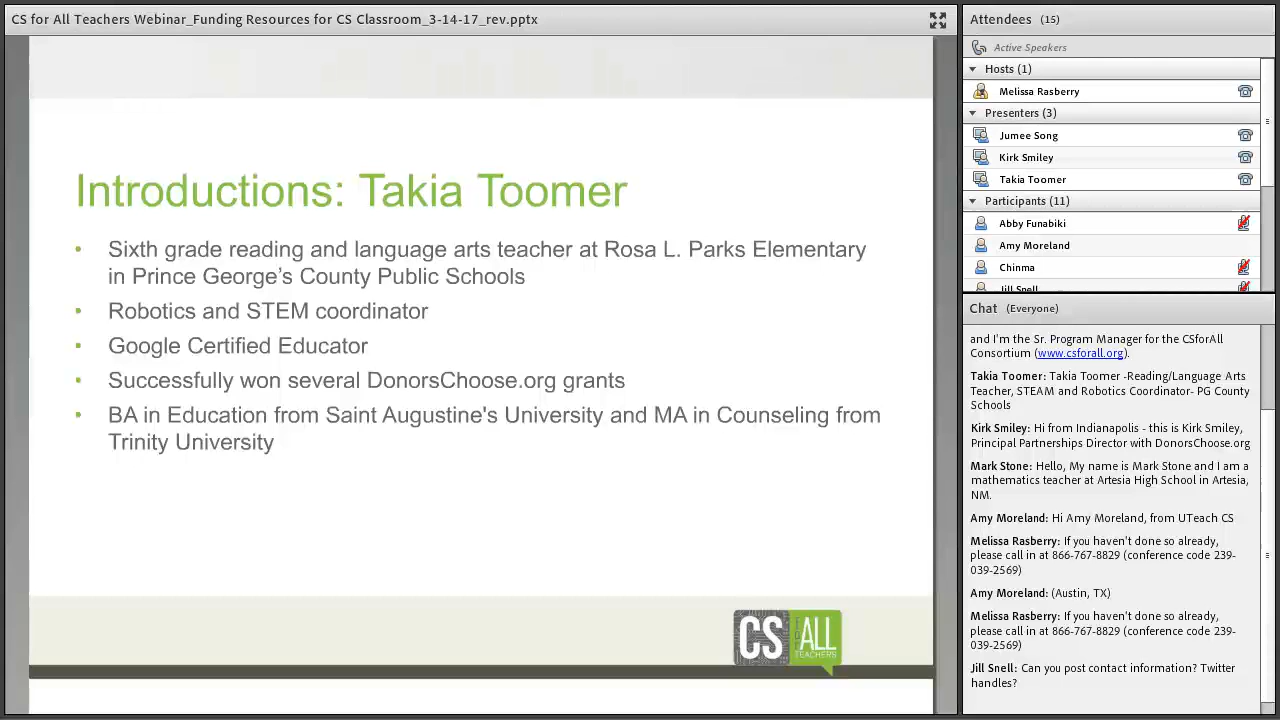 CS for All Teachers Webinar_Funding Resources for CS Classroom_3-14-17_rev.pptx
Introductions: Takia Toomer
• Sixth grade reading and language arts teacher at Rosa L. Parks Elementary
in Prince George's County Public Schools
• Robotics and STEM coordinator
• Google Certified Educator
• Successfully won several DonorsChoose.org grants
• BA in Education from Saint Augustine's University and MA in Counseling from
Trinity University
CS ALL
TEACHERS
Attendees (15)
Active Speakers
Hosts (1)
Melissa Rasberry
Presenters (3)
Jumee Song
Kirk Smiley
Takia Toomer
Participants (11)
Abby Funabiki
Amy Moreland
Chinma
Jill Snell
Chat (Everyone)
and I'm the Sr. Program Manager for the CSforAll
Consortium (www.csforall.org).
Takia Toomer: Takia Toomer -Reading/Language Arts
Teacher, STEAM and Robotics Coordinator- PG County
Schools
Kirk Smiley: Hi from Indianapolis - this is Kirk Smiley,
Principal Partnerships Director with DonorsChoose.org
Mark Stone: Hello, My name is Mark Stone and I am a
mathematics teacher at Artesia High School in Artesia,
NM.
Amy Moreland: Hi Amy Moreland, from UTeach CS
Melissa Rasberry: If you haven't done so already,
please call in at 866-767-8829 (conference code 239-
039-2569)
Amy Moreland: (Austin, TX)
Melissa Rasberry: If you haven't done so already,
please call in at 866-767-8829 (conference code 239-
039-2569)
Jill Snell: Can you post contact information? Twitter
handles?